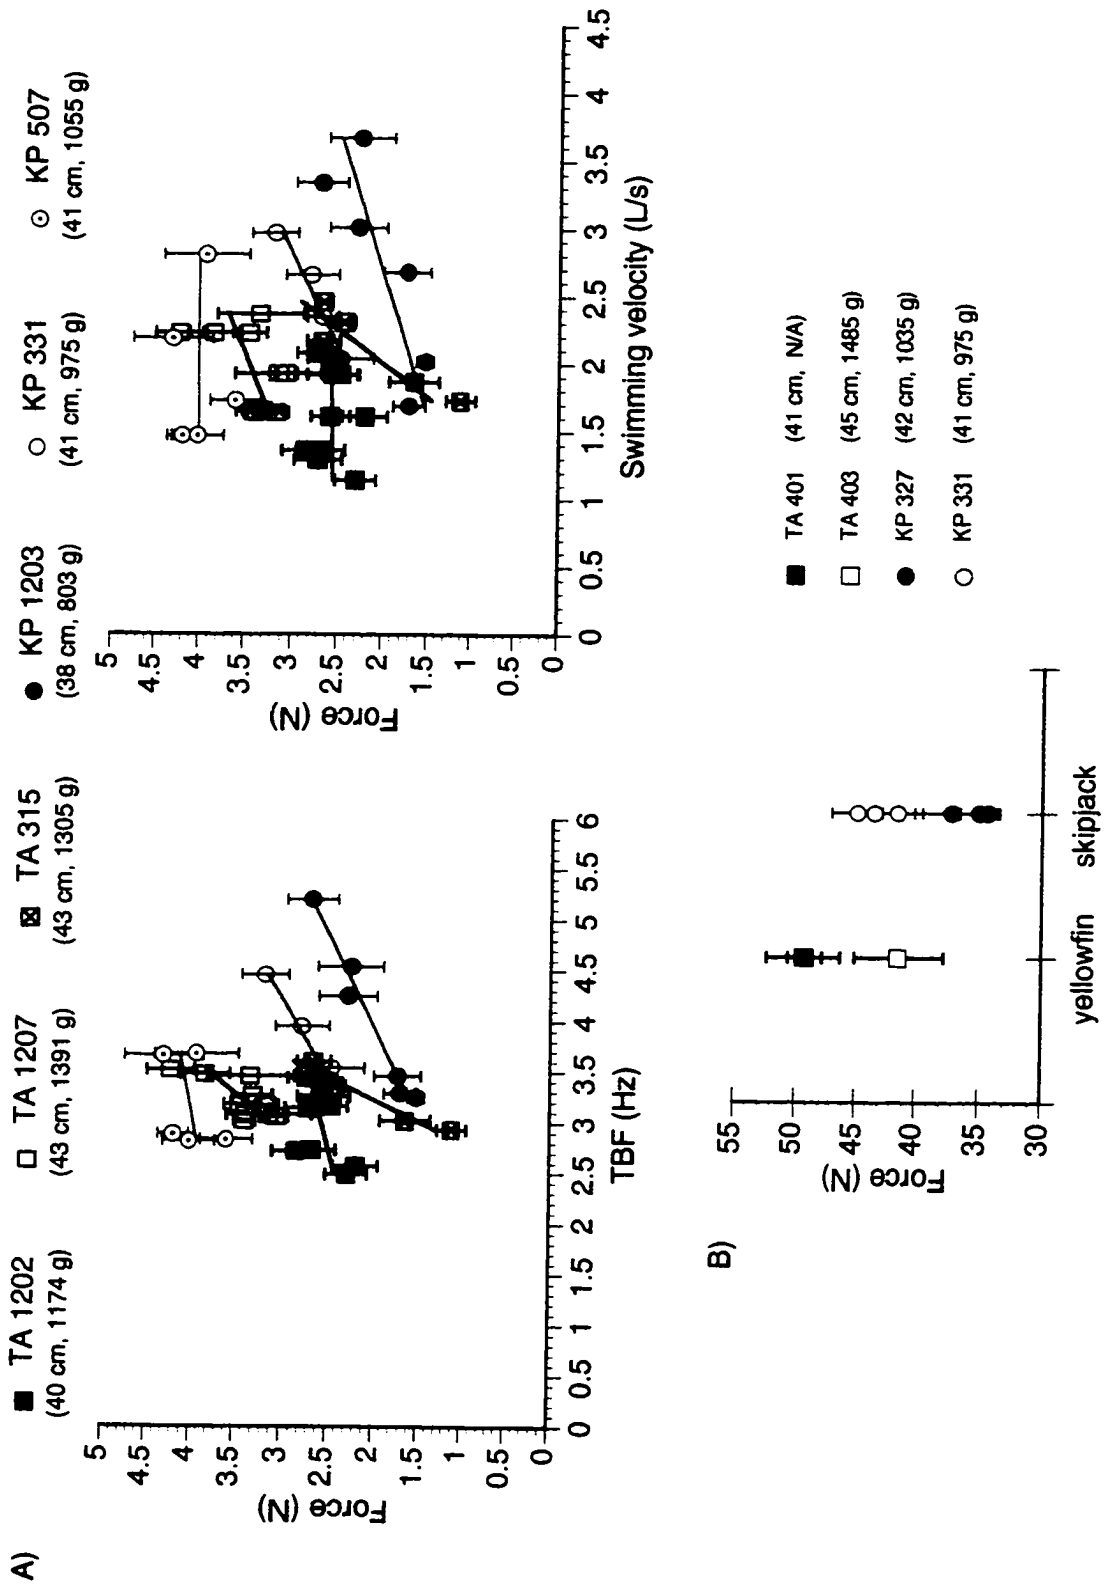 A)
■ TA 1202 □ TA 1207 ⊠ TA 315 ● KP 1203 ○ KP 331 ⊙ KP 507
(40 cm, 1174 g) (43 cm, 1391 g) (43 cm, 1305 g) (38 cm, 803 g) (41 cm, 975 g) (41 cm, 1055 g)
Force (N)
5
4.5
4
3.5
3
2.5
2
1.5
1
0.5
0
0 0.5 1 1.5 2 2.5 3 3.5 4 4.5 5 5.5 6
TBF (Hz)
Force (N)
5
4.5
4
3.5
3
2.5
2
1.5
1
0.5
0
0 0.5 1 1.5 2 2.5 3 3.5 4 4.5
Swimming velocity (L/s)
B)
Force (N)
55
50
45
40
35
30
yellowfin skipjack
■ TA 401 (41 cm, N/A)
□ TA 403 (45 cm, 1485 g)
● KP 327 (42 cm, 1035 g)
○ KP 331 (41 cm, 975 g)